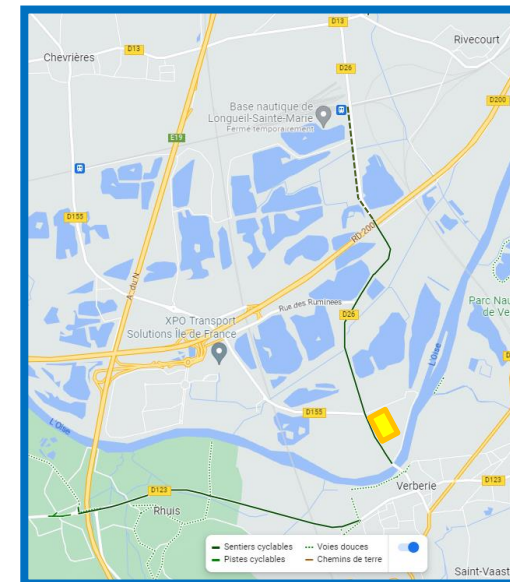 D13
D13
Rivecourt
Chevrières
D26
Base nautique de
Longueil-Sainte-Marie
Fermé temporairement
D200
E19
D155
RD 200
A. du N.
Rue des Ruminées
Parc Nau
de Ve
XPO Transport
Solutions Île de France
D26
L'Oise
D155
L'Oise
Verberie
D123
D123
Rhuis
Sentiers cyclables
Voies douces
Pistes cyclables
Chemins de terre
Saint-Vaast